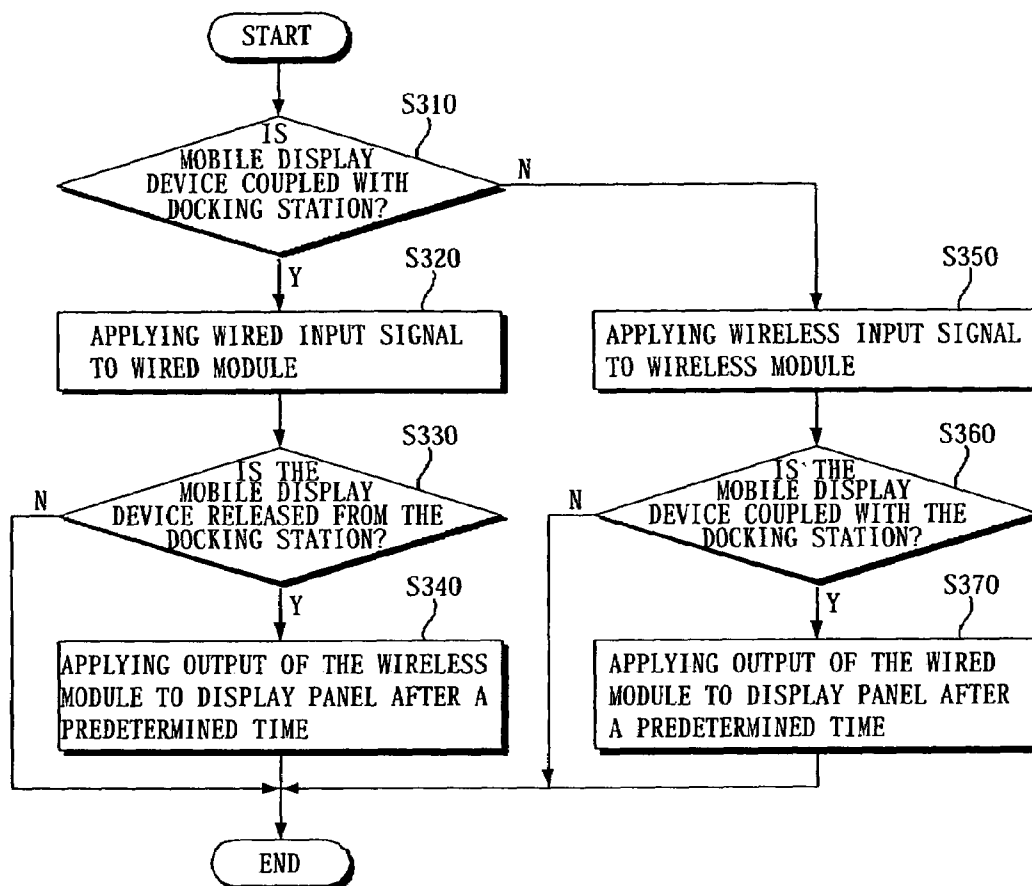 START
S310
IS
MOBILE DISPLAY
DEVICE COUPLED WITH
DOCKING STATION?
N
Y
S320
APPLYING WIRED INPUT SIGNAL
TO WIRED MODULE
S350
APPLYING WIRELESS INPUT SIGNAL
TO WIRELESS MODULE
S330
IS THE
MOBILE DISPLAY
DEVICE RELEASED FROM THE
DOCKING STATION?
N
Y
S360
IS THE
MOBILE DISPLAY
DEVICE COUPLED WITH THE
DOCKING STATION?
N
Y
S340
APPLYING OUTPUT OF THE WIRELESS
MODULE TO DISPLAY PANEL AFTER A
PREDETERMINED TIME
S370
APPLYING OUTPUT OF THE WIRED
MODULE TO DISPLAY PANEL AFTER
A PREDETERMINED TIME
END